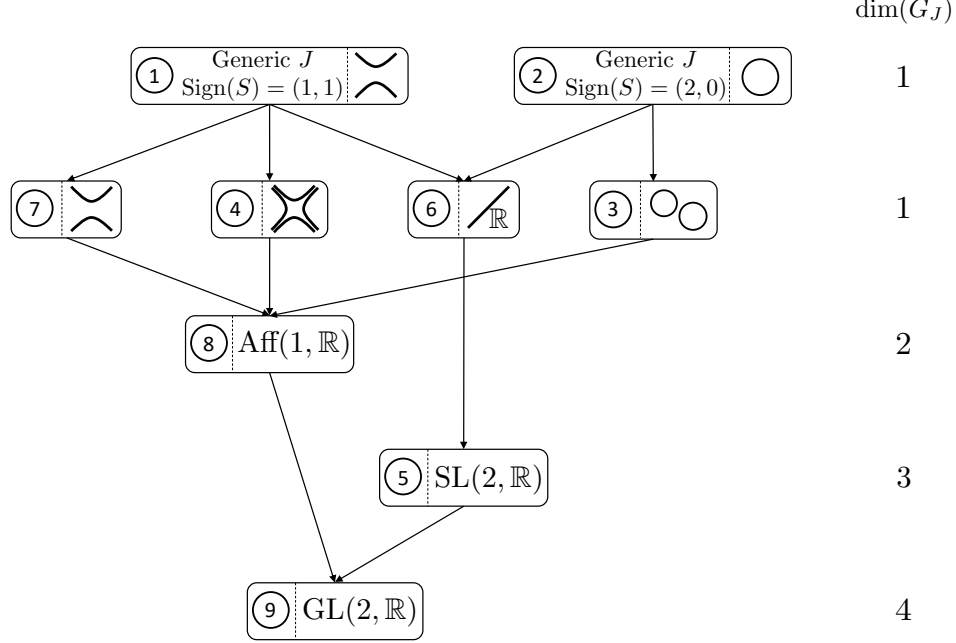 dim(G_J)
1 Generic J
Sign(S) = (1, 1)
2 Generic J
Sign(S) = (2, 0)
1
7
4
6 ℝ
3
1
8 Aff(1, ℝ)
2
5 SL(2, ℝ)
3
9 GL(2, ℝ)
4